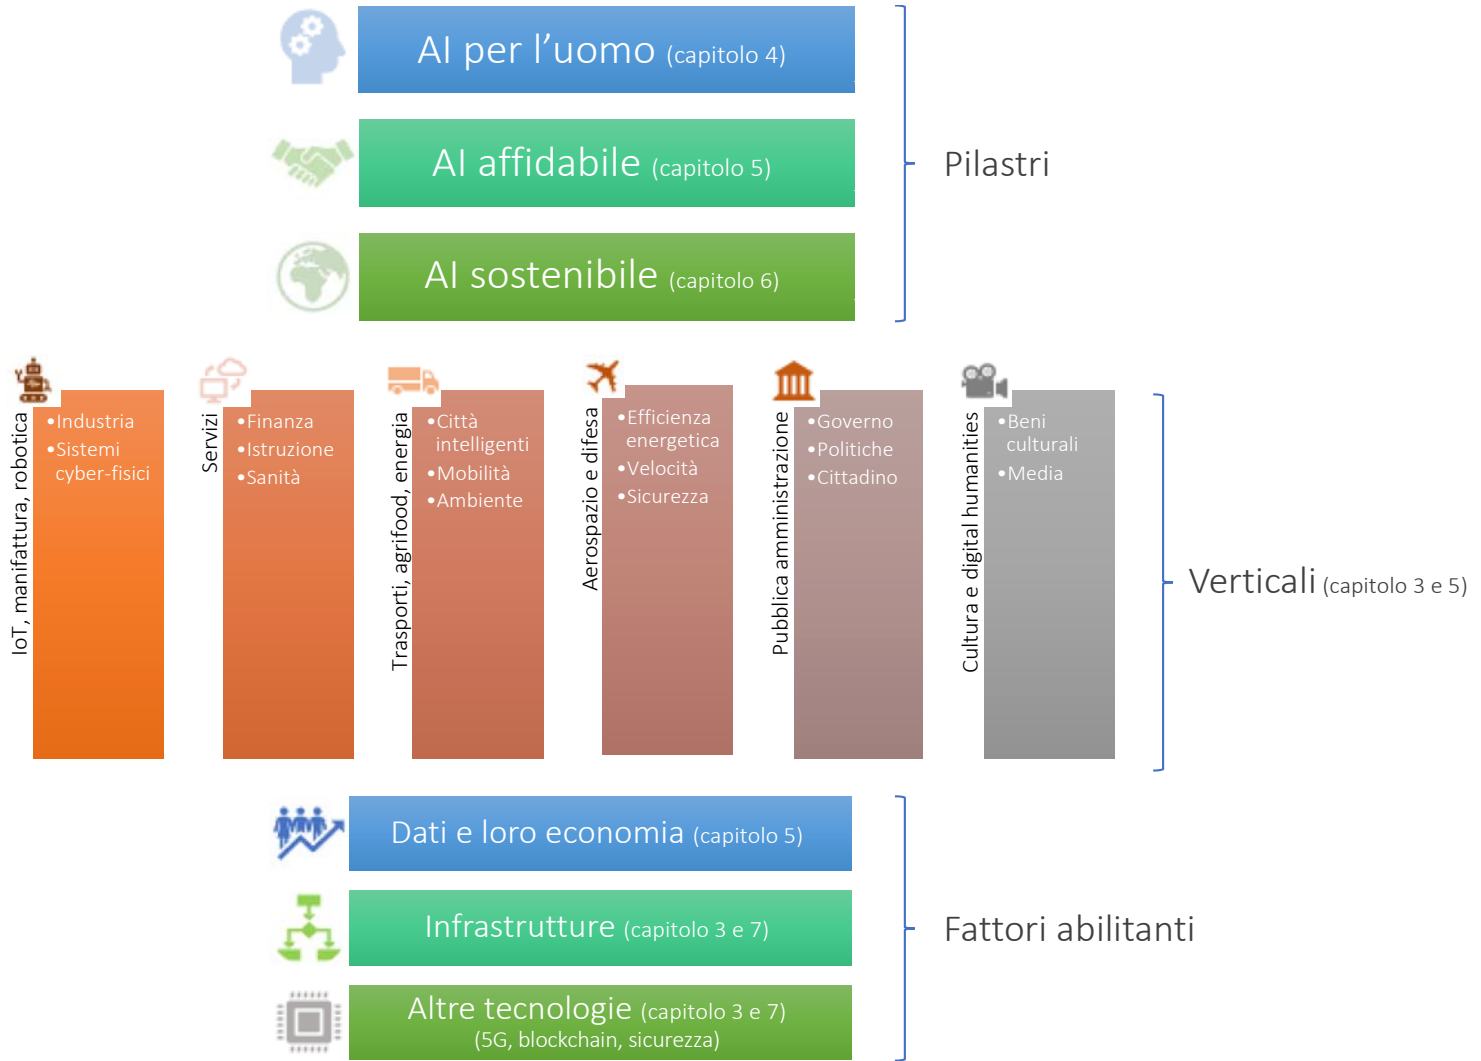 AI per l’uomo (capitolo 4)
AI affidabile (capitolo 5)
AI sostenibile (capitolo 6)
Pilastri
IoT, manifattura, robotica
•Industria
•Sistemi
cyber-fisici
Servizi
•Finanza
•Istruzione
•Sanità
Trasporti, agrifood, energia
•Città
intelligenti
•Mobilità
•Ambiente
Aerospazio e difesa
•Efficienza
energetica
•Velocità
•Sicurezza
Pubblica amministrazione
•Governo
•Politiche
•Cittadino
Cultura e digital humanities
•Beni
culturali
•Media
Verticali (capitolo 3 e 5)
Dati e loro economia (capitolo 5)
Infrastrutture (capitolo 3 e 7)
Altre tecnologie (capitolo 3 e 7)
(5G, blockchain, sicurezza)
Fattori abilitanti